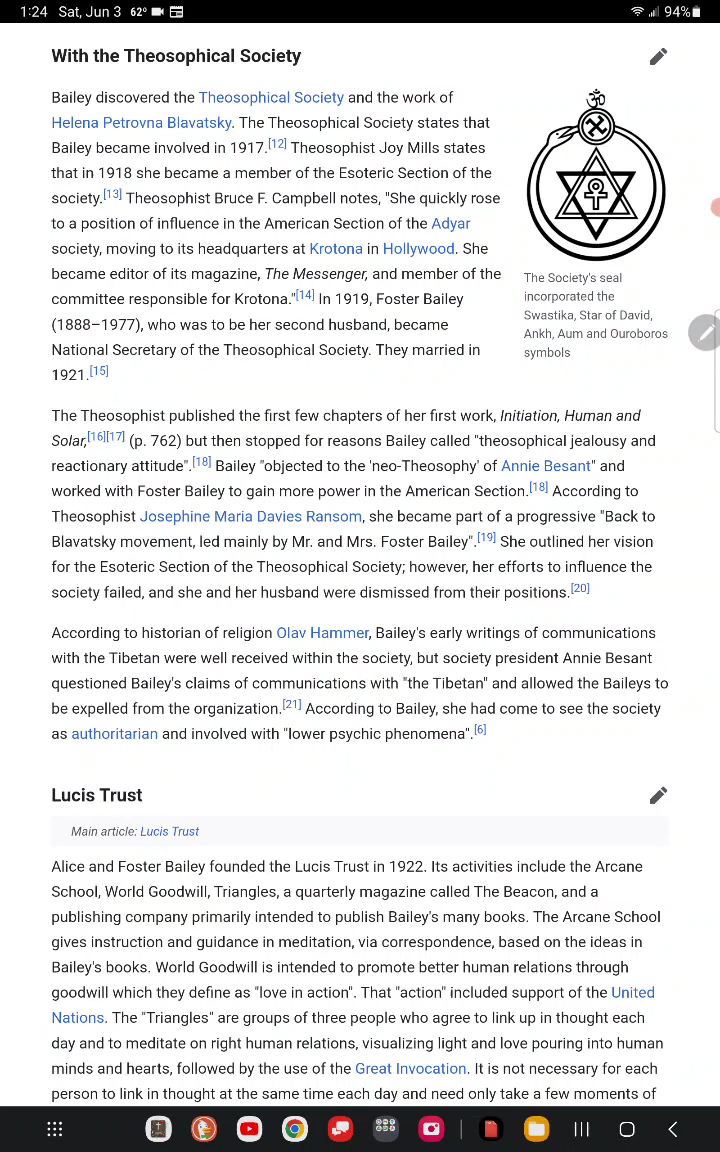 1:24 Sat, Jun 3 62° 94%
With the Theosophical Society
Bailey discovered the Theosophical Society and the work of
Helena Petrovna Blavatsky. The Theosophical Society states that
Bailey became involved in 1917.[12] Theosophist Joy Mills states
that in 1918 she became a member of the Esoteric Section of the
society.[13] Theosophist Bruce F. Campbell notes, "She quickly rose
to a position of influence in the American Section of the Adyar
society, moving to its headquarters at Krotona in Hollywood. She
became editor of its magazine, The Messenger, and member of the
committee responsible for Krotona."[14] In 1919, Foster Bailey
(1888–1977), who was to be her second husband, became
National Secretary of the Theosophical Society. They married in
1921.[15]
ॐ
The Society's seal
incorporated the
Swastika, Star of David,
Ankh, Aum and Ouroboros
symbols
The Theosophist published the first few chapters of her first work, Initiation, Human and
Solar,[16][17] (p. 762) but then stopped for reasons Bailey called "theosophical jealousy and
reactionary attitude".[18] Bailey "objected to the 'neo-Theosophy' of Annie Besant" and
worked with Foster Bailey to gain more power in the American Section.[18] According to
Theosophist Josephine Maria Davies Ransom, she became part of a progressive "Back to
Blavatsky movement, led mainly by Mr. and Mrs. Foster Bailey".[19] She outlined her vision
for the Esoteric Section of the Theosophical Society; however, her efforts to influence the
society failed, and she and her husband were dismissed from their positions.[20]
According to historian of religion Olav Hammer, Bailey's early writings of communications
with the Tibetan were well received within the society, but society president Annie Besant
questioned Bailey's claims of communications with "the Tibetan" and allowed the Baileys to
be expelled from the organization.[21] According to Bailey, she had come to see the society
as authoritarian and involved with "lower psychic phenomena".[6]
Lucis Trust
Main article: Lucis Trust
Alice and Foster Bailey founded the Lucis Trust in 1922. Its activities include the Arcane
School, World Goodwill, Triangles, a quarterly magazine called The Beacon, and a
publishing company primarily intended to publish Bailey's many books. The Arcane School
gives instruction and guidance in meditation, via correspondence, based on the ideas in
Bailey's books. World Goodwill is intended to promote better human relations through
goodwill which they define as "love in action". That "action" included support of the United
Nations. The "Triangles" are groups of three people who agree to link up in thought each
day and to meditate on right human relations, visualizing light and love pouring into human
minds and hearts, followed by the use of the Great Invocation. It is not necessary for each
person to link in thought at the same time each day and need only take a few moments of